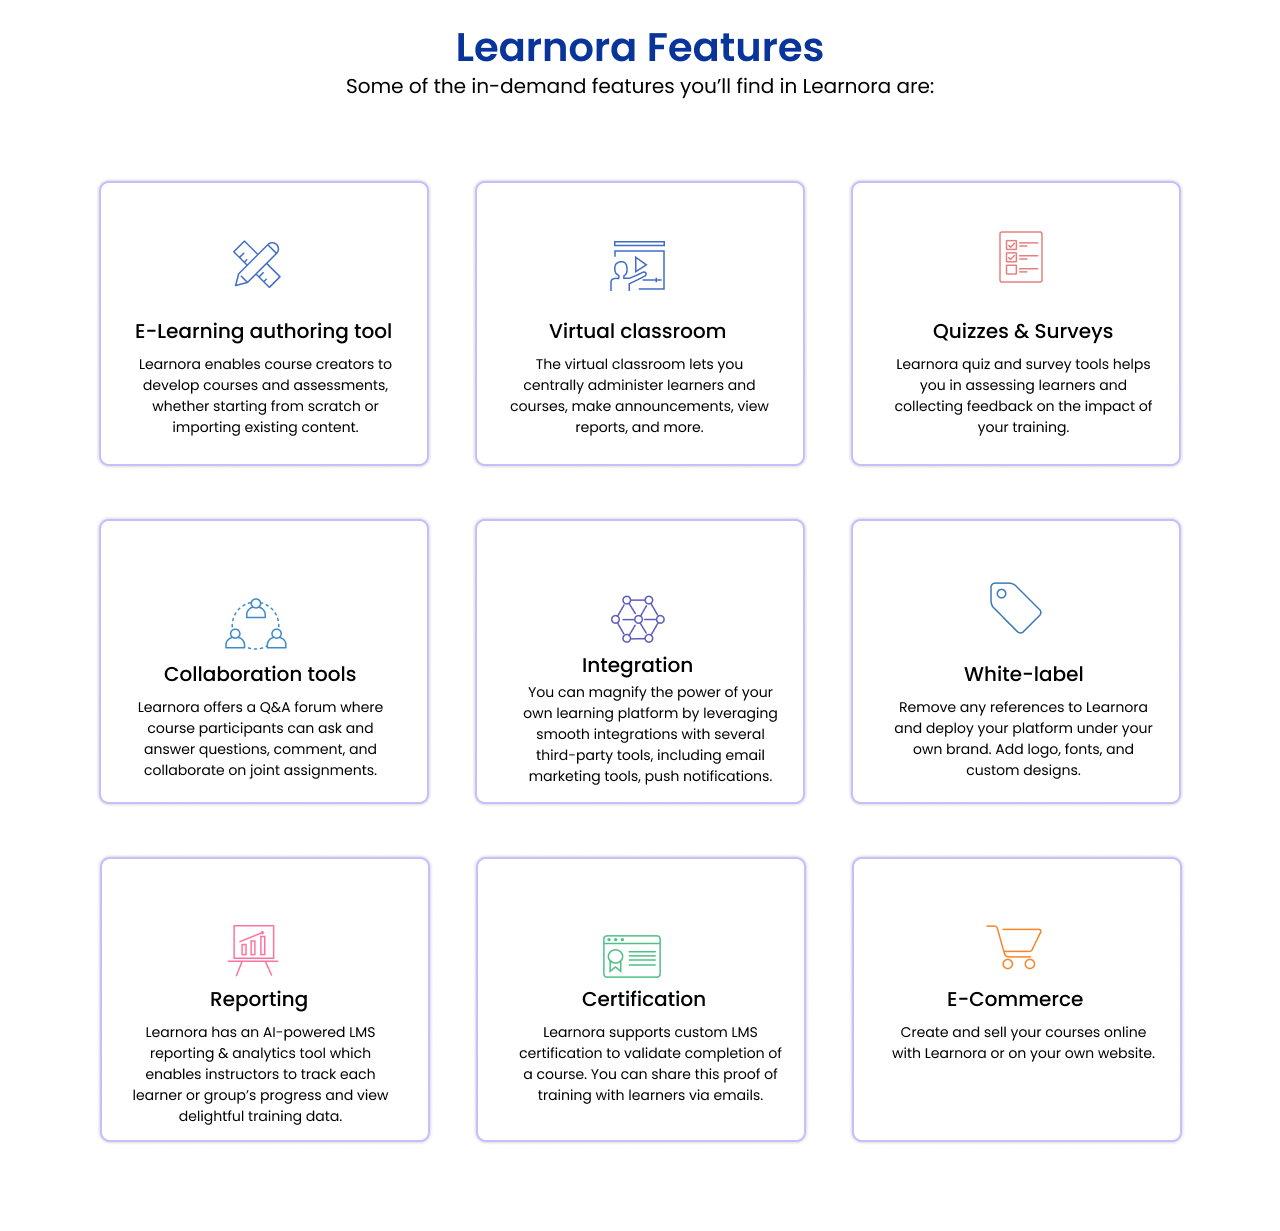 Learnora Features
Some of the in-demand features you’ll find in Learnora are:
E-Learning authoring tool
Learnora enables course creators to
develop courses and assessments,
whether starting from scratch or
importing existing content.
Virtual classroom
The virtual classroom lets you
centrally administer learners and
courses, make announcements, view
reports, and more.
Quizzes & Surveys
Learnora quiz and survey tools helps
you in assessing learners and
collecting feedback on the impact of
your training.
Collaboration tools
Learnora offers a Q&A forum where
course participants can ask and
answer questions, comment, and
collaborate on joint assignments.
Integration
You can magnify the power of your
own learning platform by leveraging
smooth integrations with several
third-party tools, including email
marketing tools, push notifications.
White-label
Remove any references to Learnora
and deploy your platform under your
own brand. Add logo, fonts, and
custom designs.
Reporting
Learnora has an AI-powered LMS
reporting & analytics tool which
enables instructors to track each
learner or group’s progress and view
delightful training data.
Certification
Learnora supports custom LMS
certification to validate completion of
a course. You can share this proof of
training with learners via emails.
E-Commerce
Create and sell your courses online
with Learnora or on your own website.